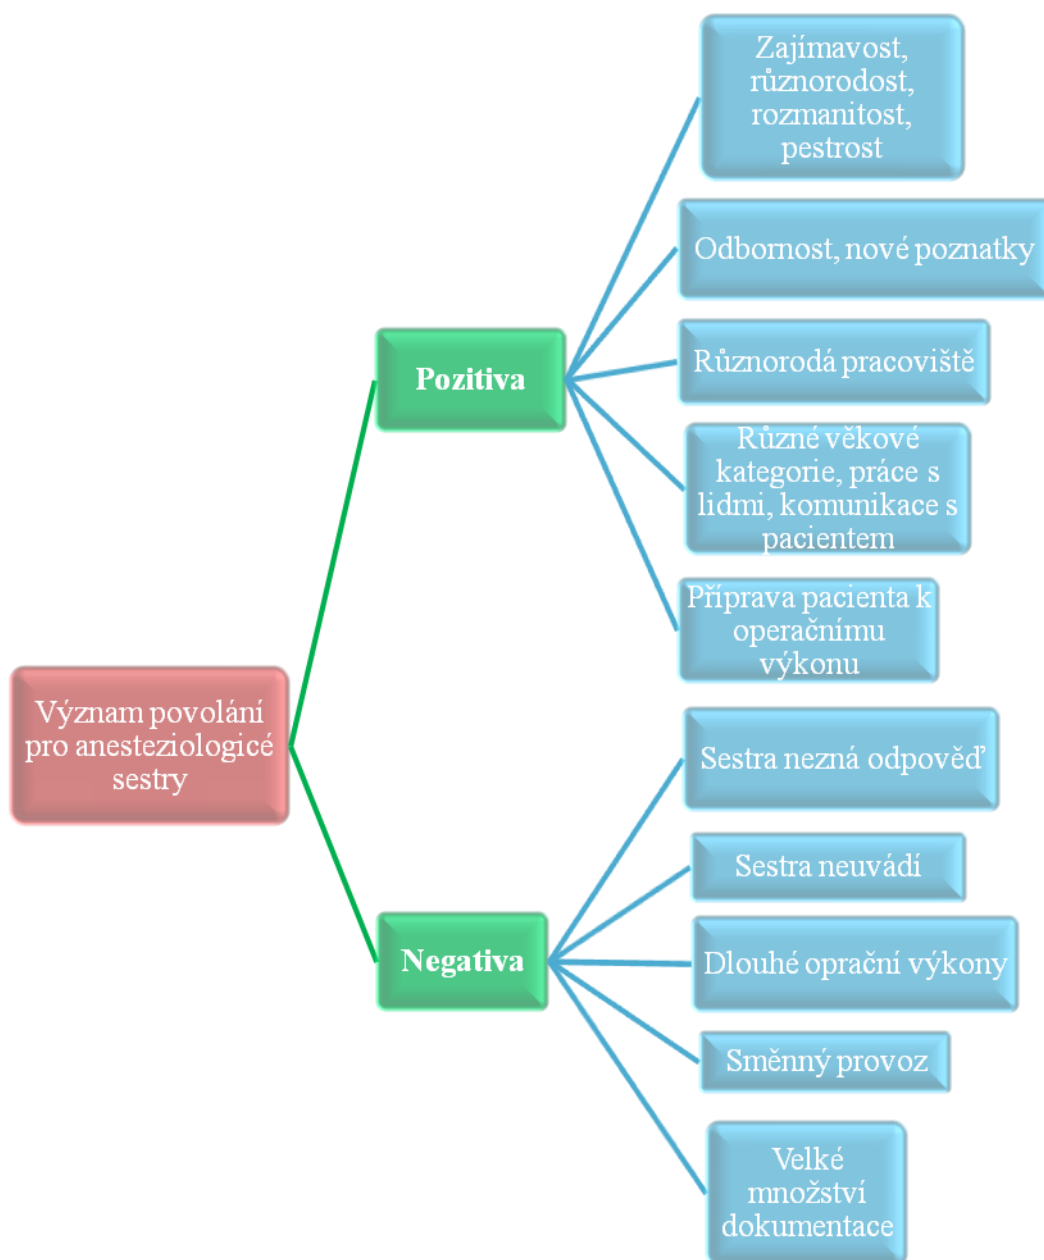 Zajímavost,
různorodost,
rozmanitost,
pestrost
Odbornost, nové poznatky
Pozitiva
Různorodá pracoviště
Různé věkové
kategorie, práce s
lidmi, komunikace s
pacientem
Příprava pacienta k
operačnímu
výkonu
Význam povolání
pro anesteziologicé
sestry
Sestra nezná odpověď
Sestra neuvádí
Negativa
Dlouhé oprační výkony
Směnný provoz
Velké
množství
dokumentace